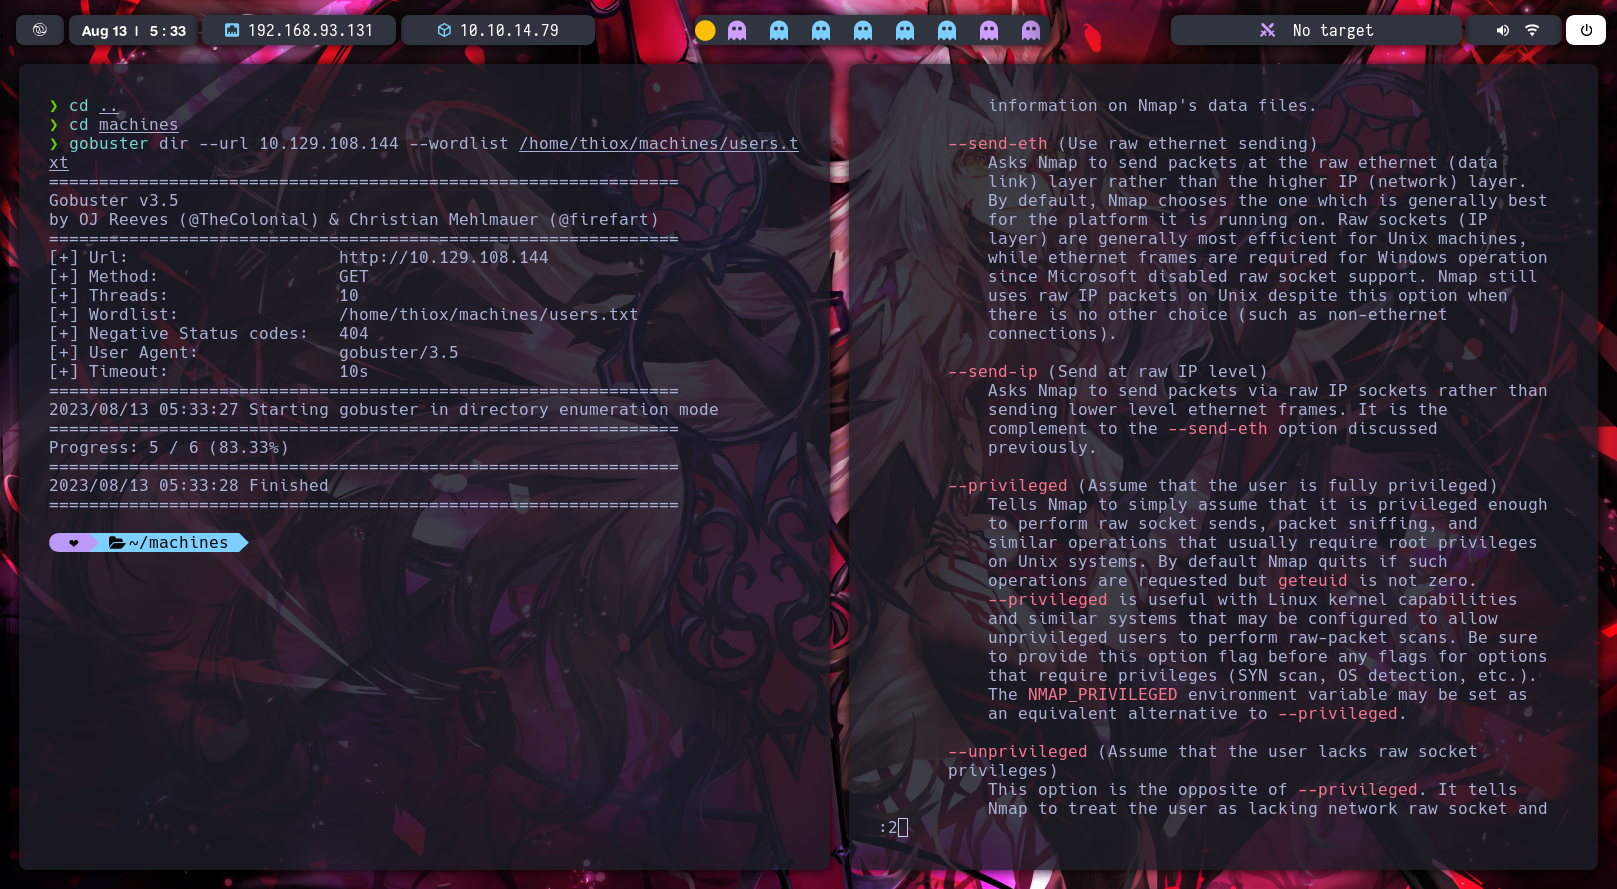 Aug 13 | 5:33
192.168.93.131
10.10.14.79
No target
❯ cd ..
❯ cd machines
❯ gobuster dir --url 10.129.108.144 --wordlist /home/thiox/machines/users.t
xt
===============================================================
Gobuster v3.5
by OJ Reeves (@TheColonial) & Christian Mehlmauer (@firefart)
===============================================================
[+] Url:                     http://10.129.108.144
[+] Method:                  GET
[+] Threads:                 10
[+] Wordlist:                /home/thiox/machines/users.txt
[+] Negative Status codes:   404
[+] User Agent:              gobuster/3.5
[+] Timeout:                 10s
===============================================================
2023/08/13 05:33:27 Starting gobuster in directory enumeration mode
===============================================================
Progress: 5 / 6 (83.33%)
===============================================================
2023/08/13 05:33:28 Finished
===============================================================
❤ ~/machines
information on Nmap's data files.
--send-eth (Use raw ethernet sending)
Asks Nmap to send packets at the raw ethernet (data
link) layer rather than the higher IP (network) layer.
By default, Nmap chooses the one which is generally best
for the platform it is running on. Raw sockets (IP
layer) are generally most efficient for Unix machines,
while ethernet frames are required for Windows operation
since Microsoft disabled raw socket support. Nmap still
uses raw IP packets on Unix despite this option when
there is no other choice (such as non-ethernet
connections).
--send-ip (Send at raw IP level)
Asks Nmap to send packets via raw IP sockets rather than
sending lower level ethernet frames. It is the
complement to the --send-eth option discussed
previously.
--privileged (Assume that the user is fully privileged)
Tells Nmap to simply assume that it is privileged enough
to perform raw socket sends, packet sniffing, and
similar operations that usually require root privileges
on Unix systems. By default Nmap quits if such
operations are requested but geteuid is not zero.
--privileged is useful with Linux kernel capabilities
and similar systems that may be configured to allow
unprivileged users to perform raw-packet scans. Be sure
to provide this option flag before any flags for options
that require privileges (SYN scan, OS detection, etc.).
The NMAP_PRIVILEGED environment variable may be set as
an equivalent alternative to --privileged.
--unprivileged (Assume that the user lacks raw socket
privileges)
This option is the opposite of --privileged. It tells
Nmap to treat the user as lacking network raw socket and
:2